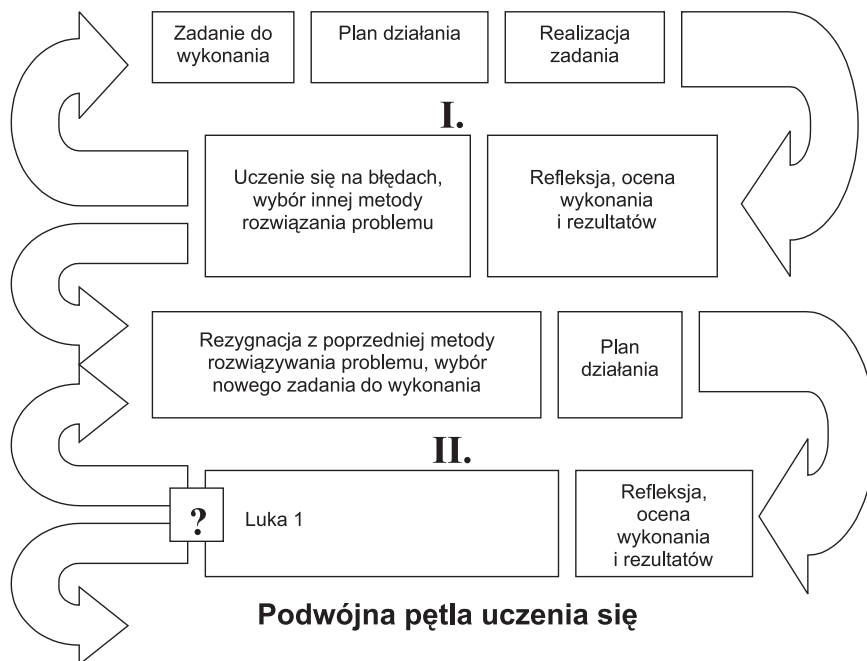 Zadanie do
wykonania
Plan działania
Realizacja
zadania
I.
Uczenie się na błędach,
wybór innej metody
rozwiązania problemu
Refleksja, ocena
wykonania
i rezultatów
Rezygnacja z poprzedniej metody
rozwiązywania problemu, wybór
nowego zadania do wykonania
Plan
działania
II.
?
Luka 1
Refleksja,
ocena
wykonania
i rezultatów
Podwójna pętla uczenia się